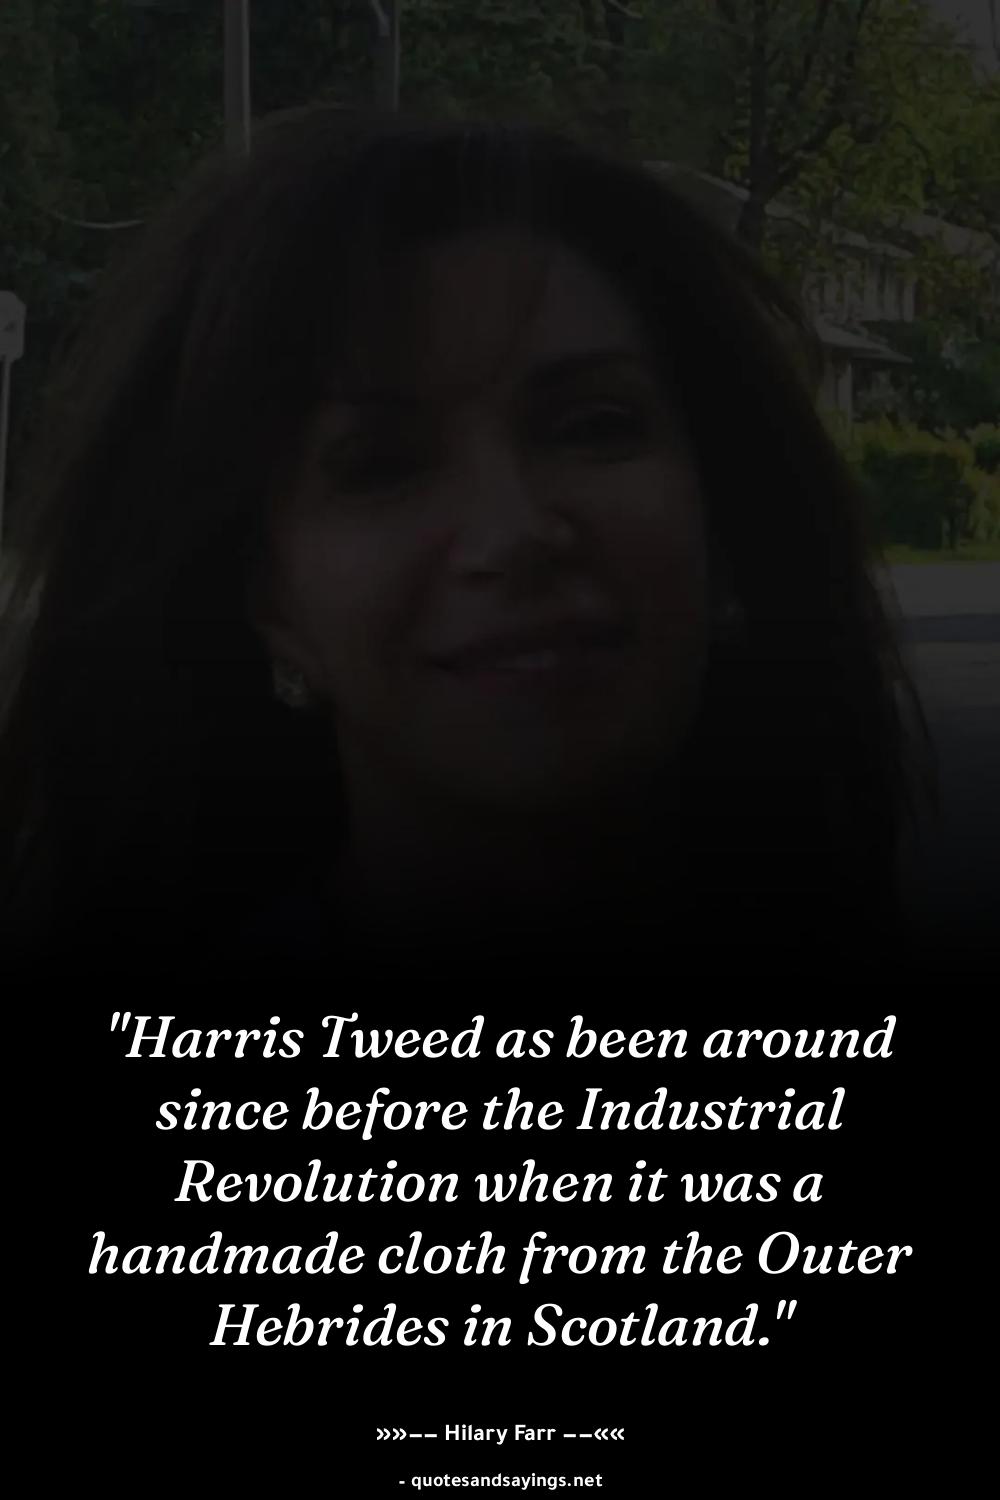 "Harris Tweed as been around
since before the Industrial
Revolution when it was a
handmade cloth from the Outer
Hebrides in Scotland."
»»−− Hilary Farr −−««
- quotesandsayings.net